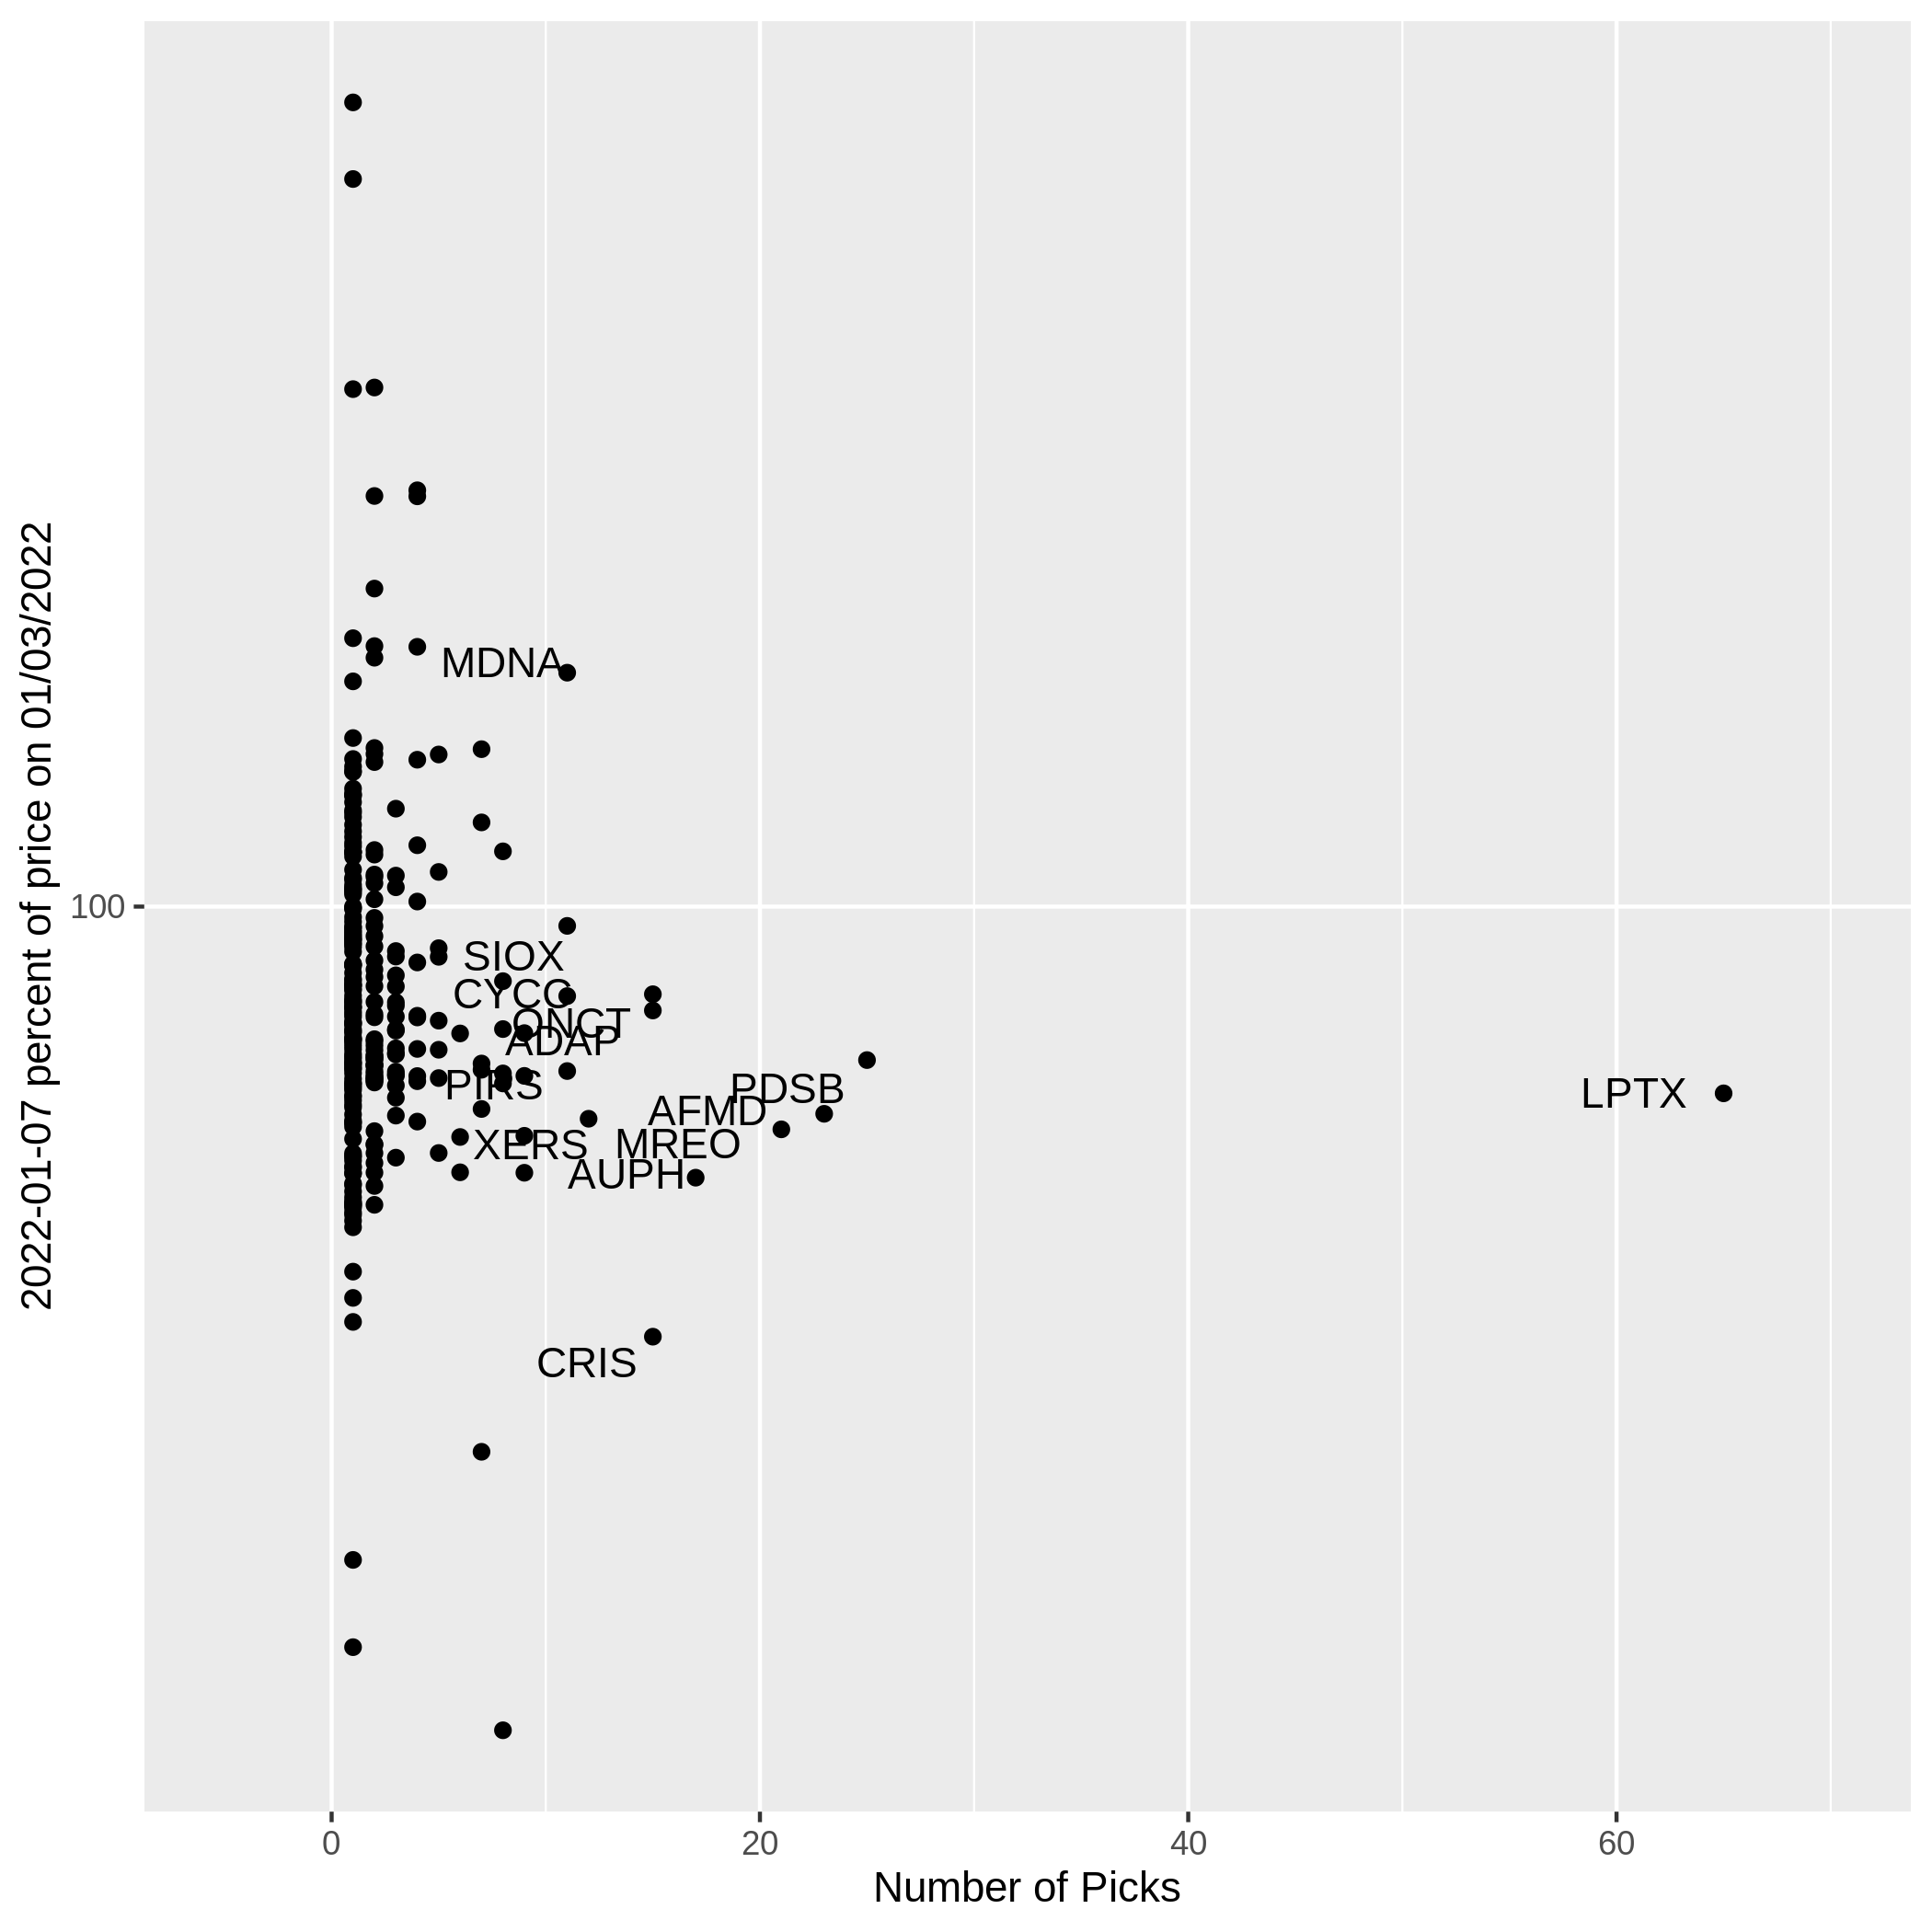 2022-01-07 percent of price on 01/03/2022
100
MDNA
SIOX
CYCC
ONCT
ADAP
PIRS
PDSB
LPTX
AFMD
XERS
MREO
AUPH
CRIS
0
20
40
60
Number of Picks